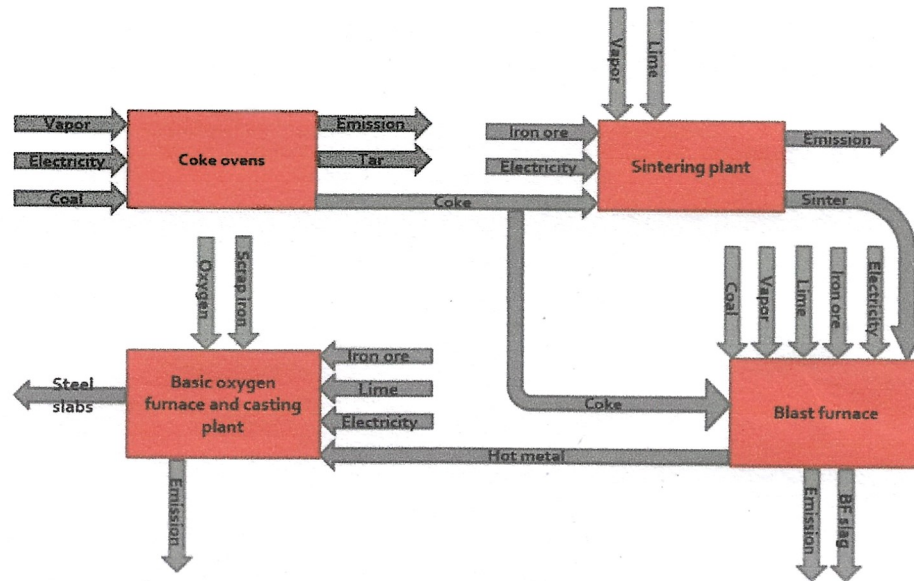 Vapor
Lime
Vapor
Electricity
Coal
Coke ovens
Emission
Tar
Iron ore
Electricity
Sintering plant
Emission
Coke
Sinter
Oxygen
Scrap iron
Coal
Vapor
Lime
Iron ore
Electricity
Steel
slabs
Basic oxygen
furnace and casting
plant
Iron ore
Lime
Electricity
Coke
Blast furnace
Hot metal
Emission
Emission
BF slag